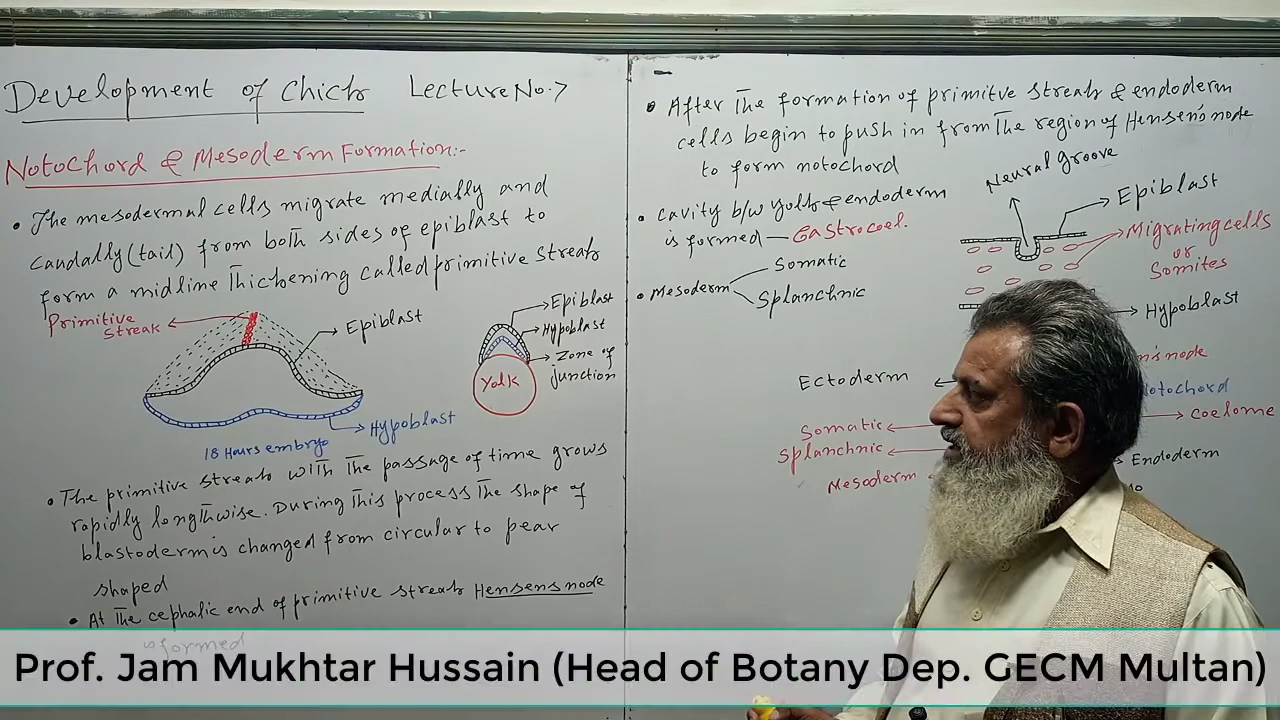 Development of Chick Lecture No.7
Notochord & Mesoderm Formation:-
• The mesodermal cells migrate medially and
caudally (tail) from both sides of epiblast to
form a midline thickening called primitive streak
Primitive
streak
Epiblast
Hypoblast
18 Hours embryo
Epiblast
Hypoblast
Zone of
junction
Yolk
• The primitive streak with the passage of time grows
rapidly longthwise. During this process the shape of
blastoderm is changed from circular to pear
shaped
• At the cephalic end of primitive streak Hensens node
formed
• After the formation of primitve streak & endoderm
cells begin to push in from the region of Hensen's node
to form notochord
• cavity b/w yolk & endoderm
is formed — Gastrocoel.
• Mesoderm
Somatic
Splanchnic
Neural Groove
Epiblast
Migrating cells
or
Somites
Hypoblast
Ectoderm
Somatic
Splanchnic
Mesoderm
n's node
otochord
coelome
Endoderm
Prof. Jam Mukhtar Hussain (Head of Botany Dep. GECM Multan)